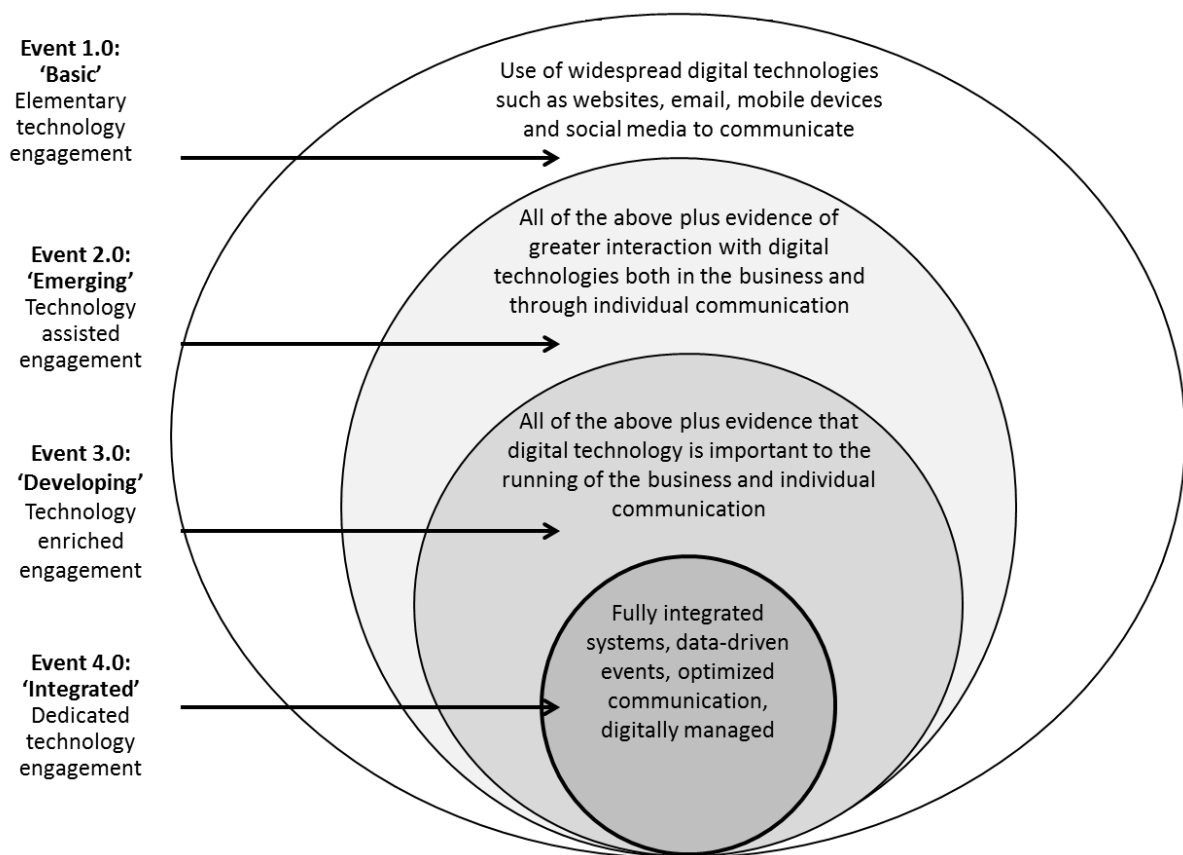 Event 1.0:
‘Basic’
Elementary
technology
engagement
Use of widespread digital technologies
such as websites, email, mobile devices
and social media to communicate
Event 2.0:
‘Emerging’
Technology
assisted
engagement
All of the above plus evidence of
greater interaction with digital
technologies both in the business and
through individual communication
Event 3.0:
‘Developing’
Technology
enriched
engagement
All of the above plus evidence that
digital technology is important to the
running of the business and individual
communication
Event 4.0:
‘Integrated’
Dedicated
technology
engagement
Fully integrated
systems, data-driven
events, optimized
communication,
digitally managed